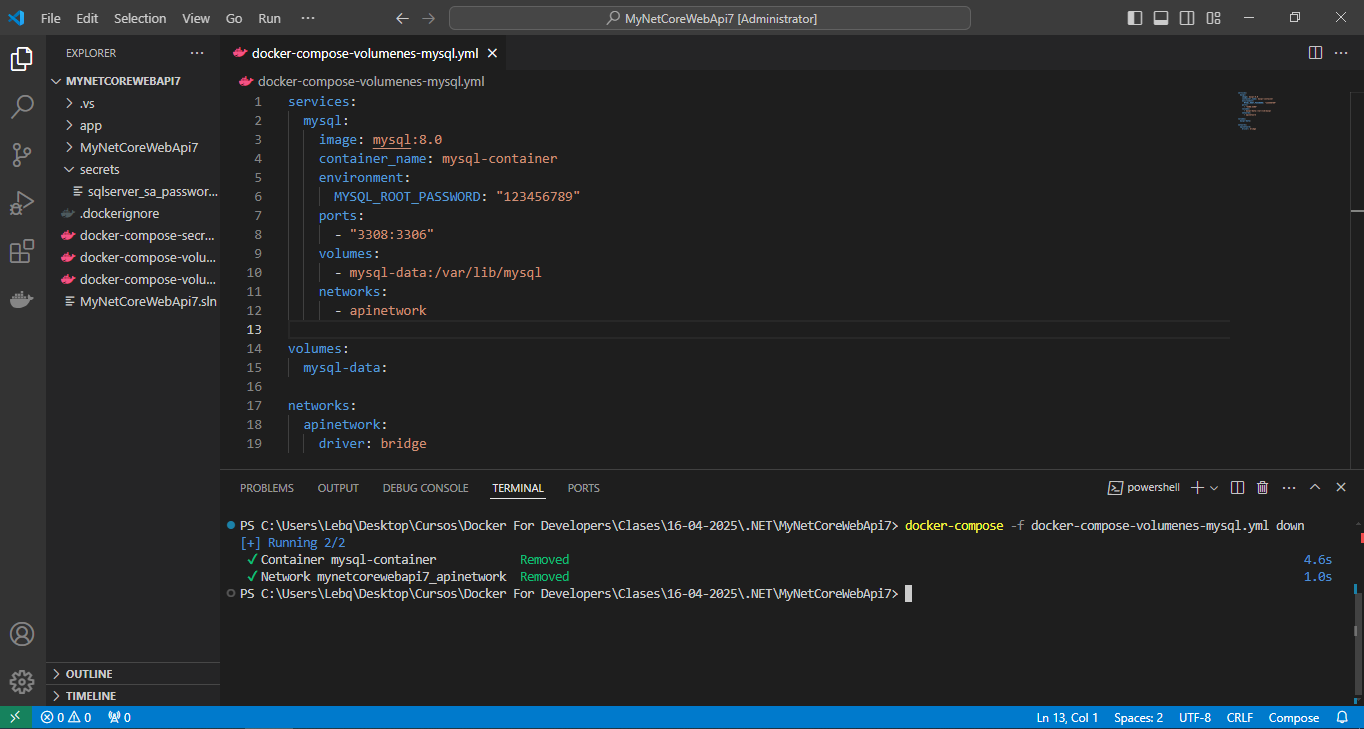 File Edit Selection View Go Run ··· MyNetCoreWebApi7 [Administrator]
EXPLORER ···
MYNETCOREWEBAPI7
.vs
app
MyNetCoreWebApi7
secrets
sqlserver_sa_passwor...
.dockerignore
docker-compose-secr...
docker-compose-volu...
docker-compose-volu...
MyNetCoreWebApi7.sln
OUTLINE
TIMELINE
docker-compose-volumenes-mysql.yml
docker-compose-volumenes-mysql.yml
1 services:
2 mysql:
3 image: mysql:8.0
4 container_name: mysql-container
5 environment:
6 MYSQL_ROOT_PASSWORD: "123456789"
7 ports:
8 - "3308:3306"
9 volumes:
10 - mysql-data:/var/lib/mysql
11 networks:
12 - apinetwork
13
14 volumes:
15 mysql-data:
16
17 networks:
18 apinetwork:
19 driver: bridge
PROBLEMS OUTPUT DEBUG CONSOLE TERMINAL PORTS powershell
PS C:\Users\Lebq\Desktop\Cursos\Docker For Developers\Clases\16-04-2025\.NET\MyNetCoreWebApi7> docker-compose -f docker-compose-volumenes-mysql.yml down
[+] Running 2/2
✓ Container mysql-container Removed 4.6s
✓ Network mynetcorewebapi7_apinetwork Removed 1.0s
PS C:\Users\Lebq\Desktop\Cursos\Docker For Developers\Clases\16-04-2025\.NET\MyNetCoreWebApi7>
0 0 0 Ln 13, Col 1 Spaces: 2 UTF-8 CRLF Compose